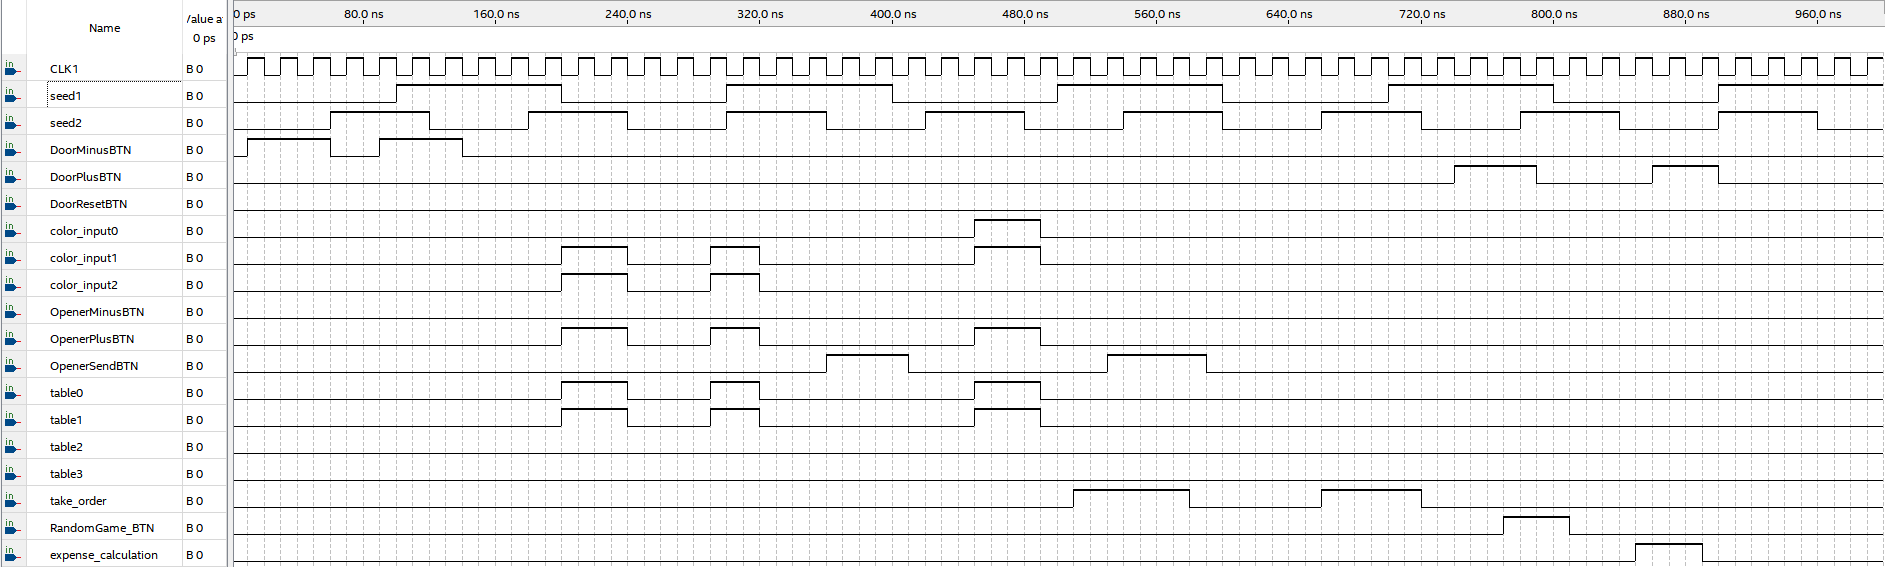 Name
/alue a
0 ps
0 ps 80.0 ns 160.0 ns 240.0 ns 320.0 ns 400.0 ns 480.0 ns 560.0 ns 640.0 ns 720.0 ns 800.0 ns 880.0 ns 960.0 ns
0 ps
in CLK1 B 0
in seed1 B 0
in seed2 B 0
in DoorMinusBTN B 0
in DoorPlusBTN B 0
in DoorResetBTN B 0
in color_input0 B 0
in color_input1 B 0
in color_input2 B 0
in OpenerMinusBTN B 0
in OpenerPlusBTN B 0
in OpenerSendBTN B 0
in table0 B 0
in table1 B 0
in table2 B 0
in table3 B 0
in take_order B 0
in RandomGame_BTN B 0
in expense_calculation B 0